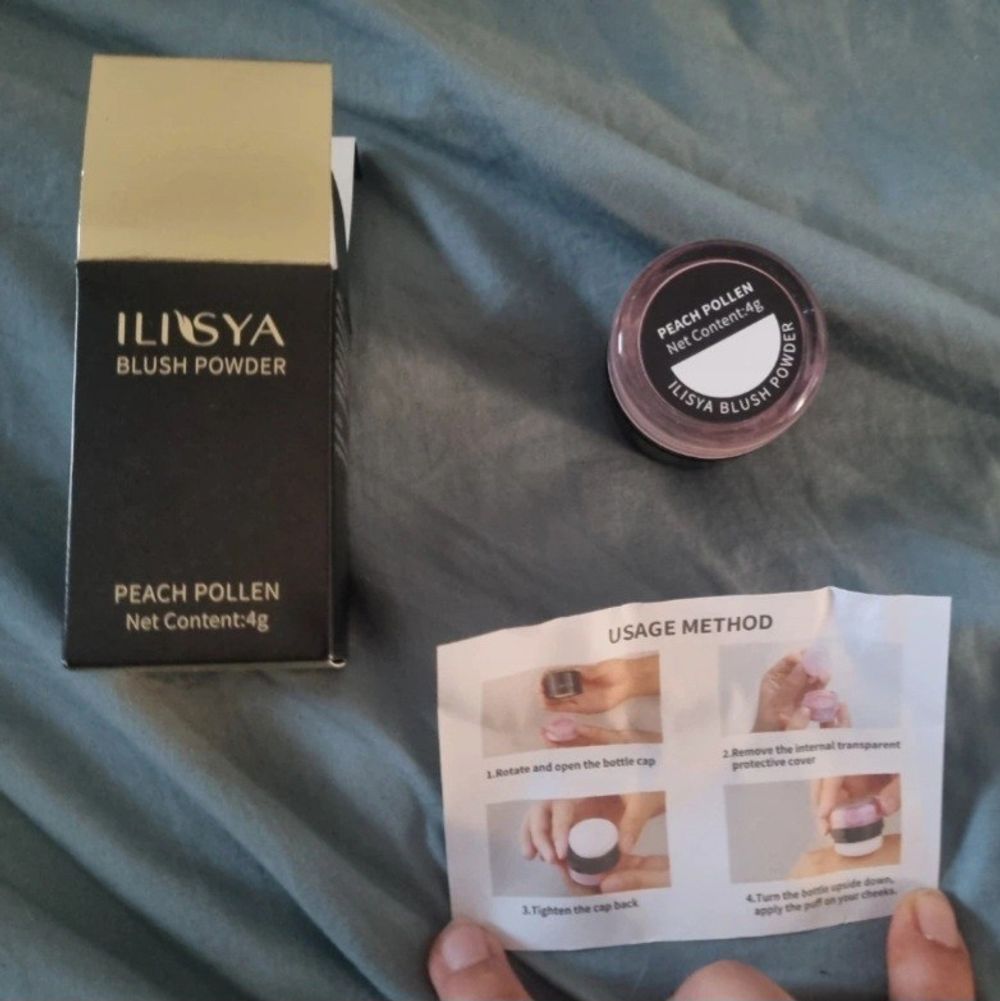 ILISYA
BLUSH POWDER
PEACH POLLEN
Net Content:4g
PEACH POLLEN
Net Content:4g
ILISYA BLUSH POWDER
USAGE METHOD
1.Rotate and open the bottle cap
2.Remove the internal transparent
protective cover
3.Tighten the cap back
4.Turn the bottle upside down,
apply the puff on your cheeks.